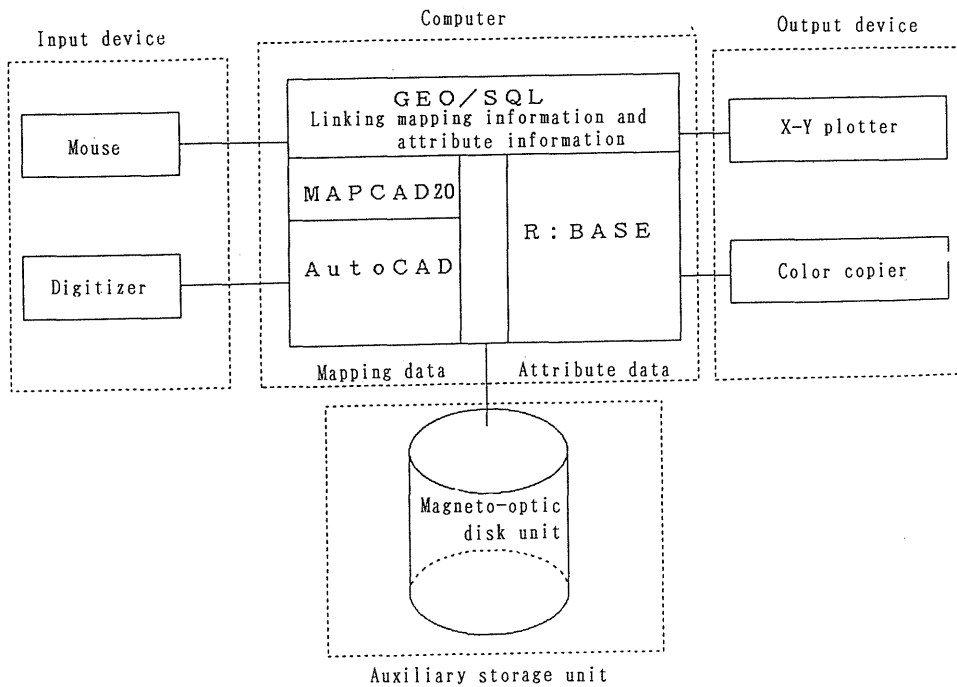 Computer
Input device
Output device
GEO/SQL
Linking mapping information and
attribute information
Mouse
X-Y plotter
MAPCAD20
R:BASE
AutoCAD
Digitizer
Color copier
Mapping data
Attribute data
Magneto-optic
disk unit
Auxiliary storage unit